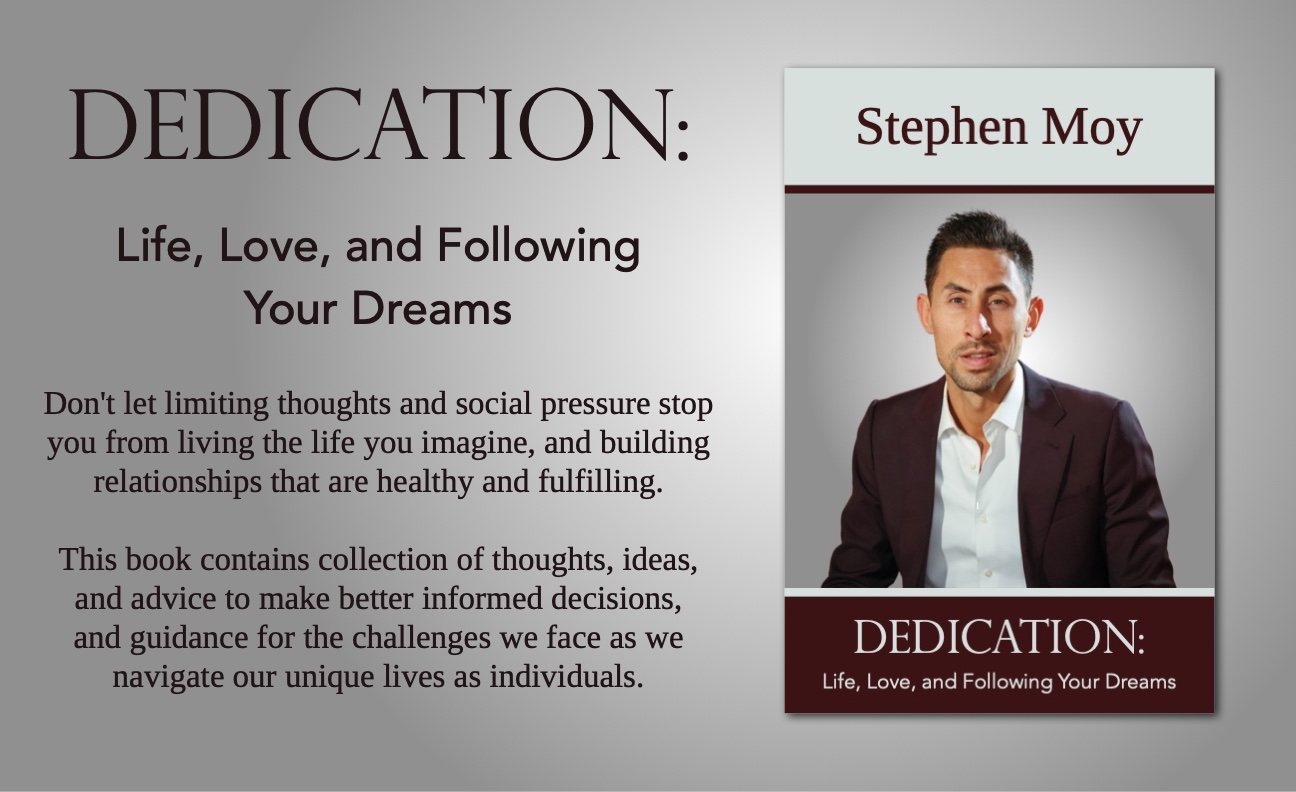 DEDICATION:
Life, Love, and Following
Your Dreams
Don't let limiting thoughts and social pressure stop
you from living the life you imagine, and building
relationships that are healthy and fulfilling.
This book contains collection of thoughts, ideas,
and advice to make better informed decisions,
and guidance for the challenges we face as we
navigate our unique lives as individuals.
Stephen Moy
DEDICATION:
Life, Love, and Following Your Dreams